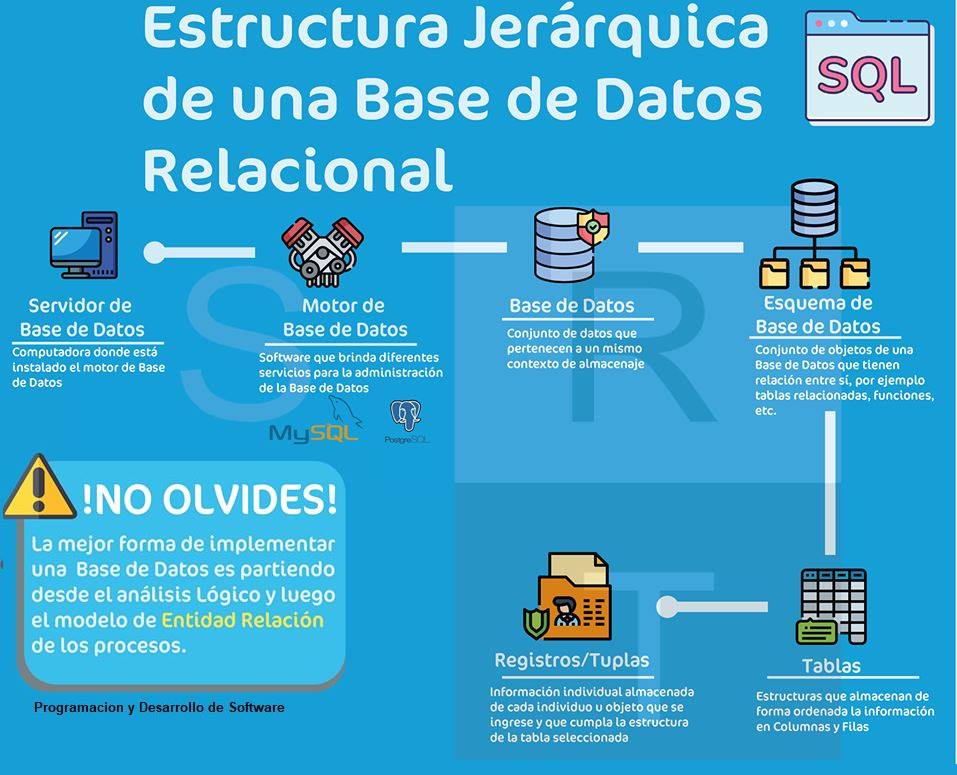 Estructura Jerárquica
de una Base de Datos
Relacional
SQL
Servidor de
Base de Datos
Computadora donde está
instalado el motor de Base
de Datos
Motor de
Base de Datos
Software que brinda diferentes
servicios para la administración
de la Base de Datos
MySQL
PostgreSQL
Base de Datos
Conjunto de datos que
pertenecen a un mismo
contexto de almacenaje
Esquema de
Base de Datos
Conjunto de objetos de una
Base de Datos que tienen
relación entre sí, por ejemplo
tablas relacionadas, funciones,
etc.
S
R
T
!NO OLVIDES!
La mejor forma de implementar
una Base de Datos es partiendo
desde el análisis Lógico y luego
el modelo de Entidad Relación
de los procesos.
Programacion y Desarrollo de Software
Registros/Tuplas
Información individual almacenada
de cada individuo u objeto que se
ingrese y que cumpla la estructura
de la tabla seleccionada
Tablas
Estructuras que almacenan de
forma ordenada la información
en Columnas y Filas